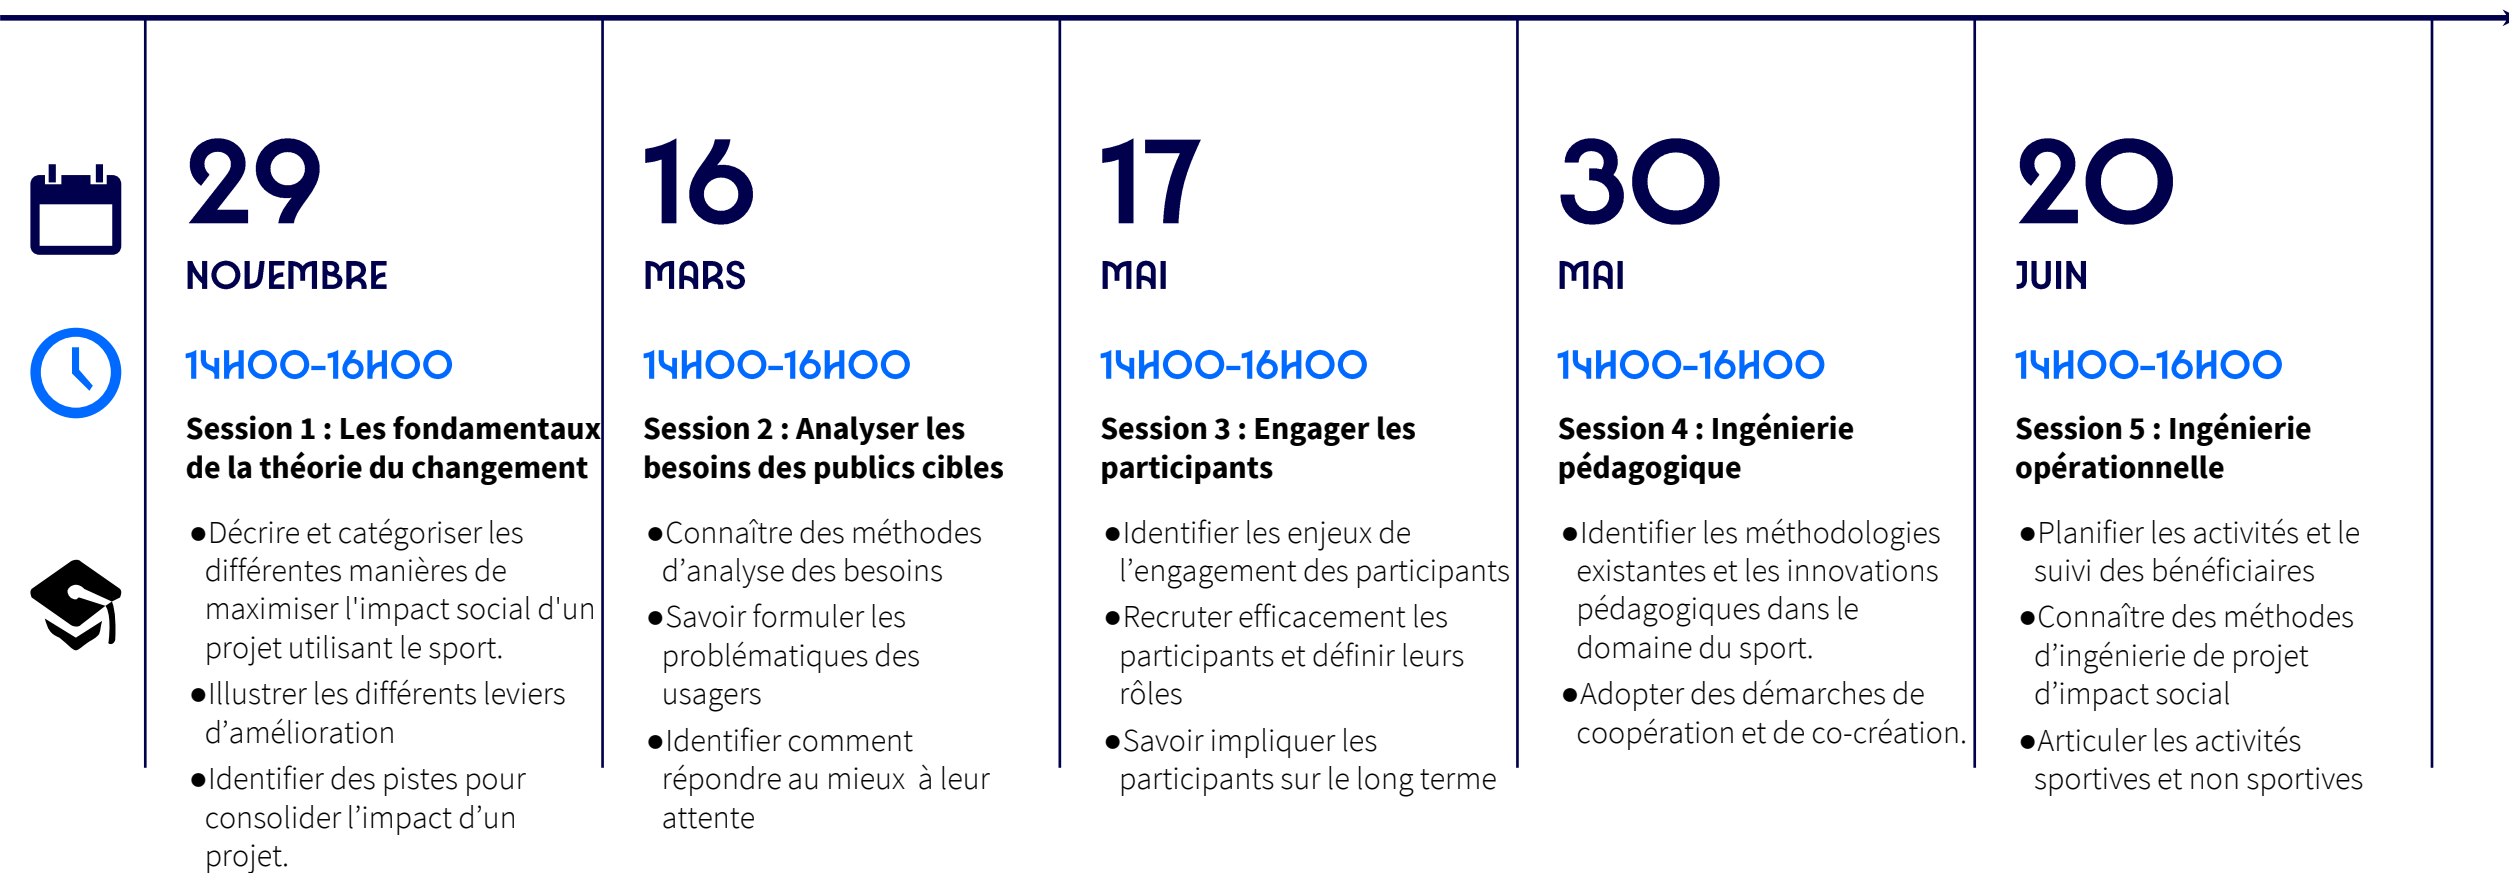 29
NOVEMBRE
14H00-16H00
Session 1 : Les fondamentaux
de la théorie du changement
●Décrire et catégoriser les
différentes manières de
maximiser l'impact social d'un
projet utilisant le sport.
●Illustrer les différents leviers
d’amélioration
●Identifier des pistes pour
consolider l’impact d’un
projet.
16
MARS
14H00-16H00
Session 2 : Analyser les
besoins des publics cibles
●Connaître des méthodes
d’analyse des besoins
●Savoir formuler les
problématiques des
usagers
●Identifier comment
répondre au mieux  à leur
attente
17
MAI
14H00-16H00
Session 3 : Engager les
participants
●Identifier les enjeux de
l’engagement des participants
●Recruter efficacement les
participants et définir leurs
rôles
●Savoir impliquer les
participants sur le long terme
30
MAI
14H00-16H00
Session 4 : Ingénierie
pédagogique
●Identifier les méthodologies
existantes et les innovations
pédagogiques dans le
domaine du sport.
●Adopter des démarches de
coopération et de co-création.
20
JUIN
14H00-16H00
Session 5 : Ingénierie
opérationnelle
●Planifier les activités et le
suivi des bénéficiaires
●Connaître des méthodes
d’ingénierie de projet
d’impact social
●Articuler les activités
sportives et non sportives